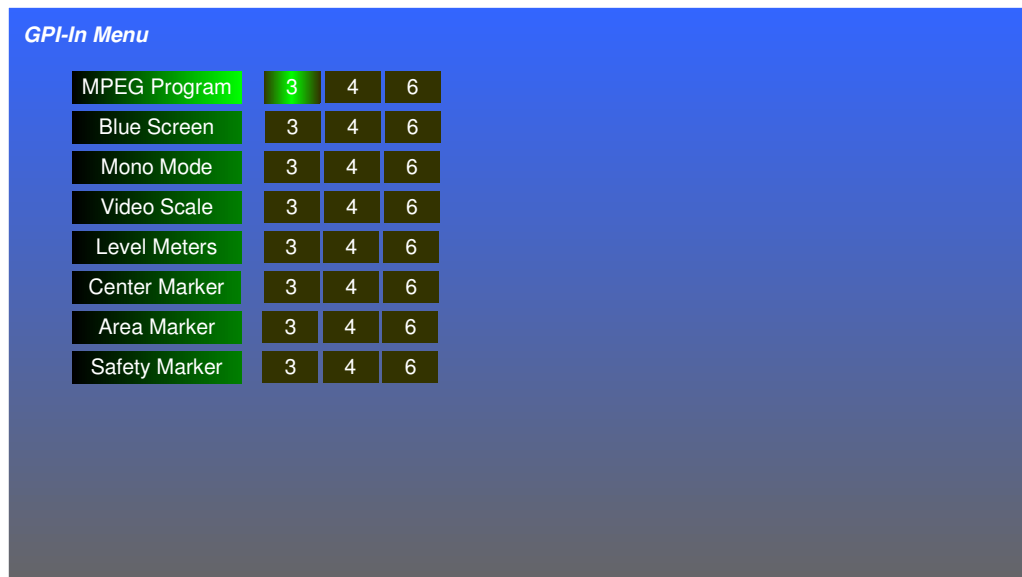 GPI-In Menu
MPEG Program 3 4 6
Blue Screen 3 4 6
Mono Mode 3 4 6
Video Scale 3 4 6
Level Meters 3 4 6
Center Marker 3 4 6
Area Marker 3 4 6
Safety Marker 3 4 6